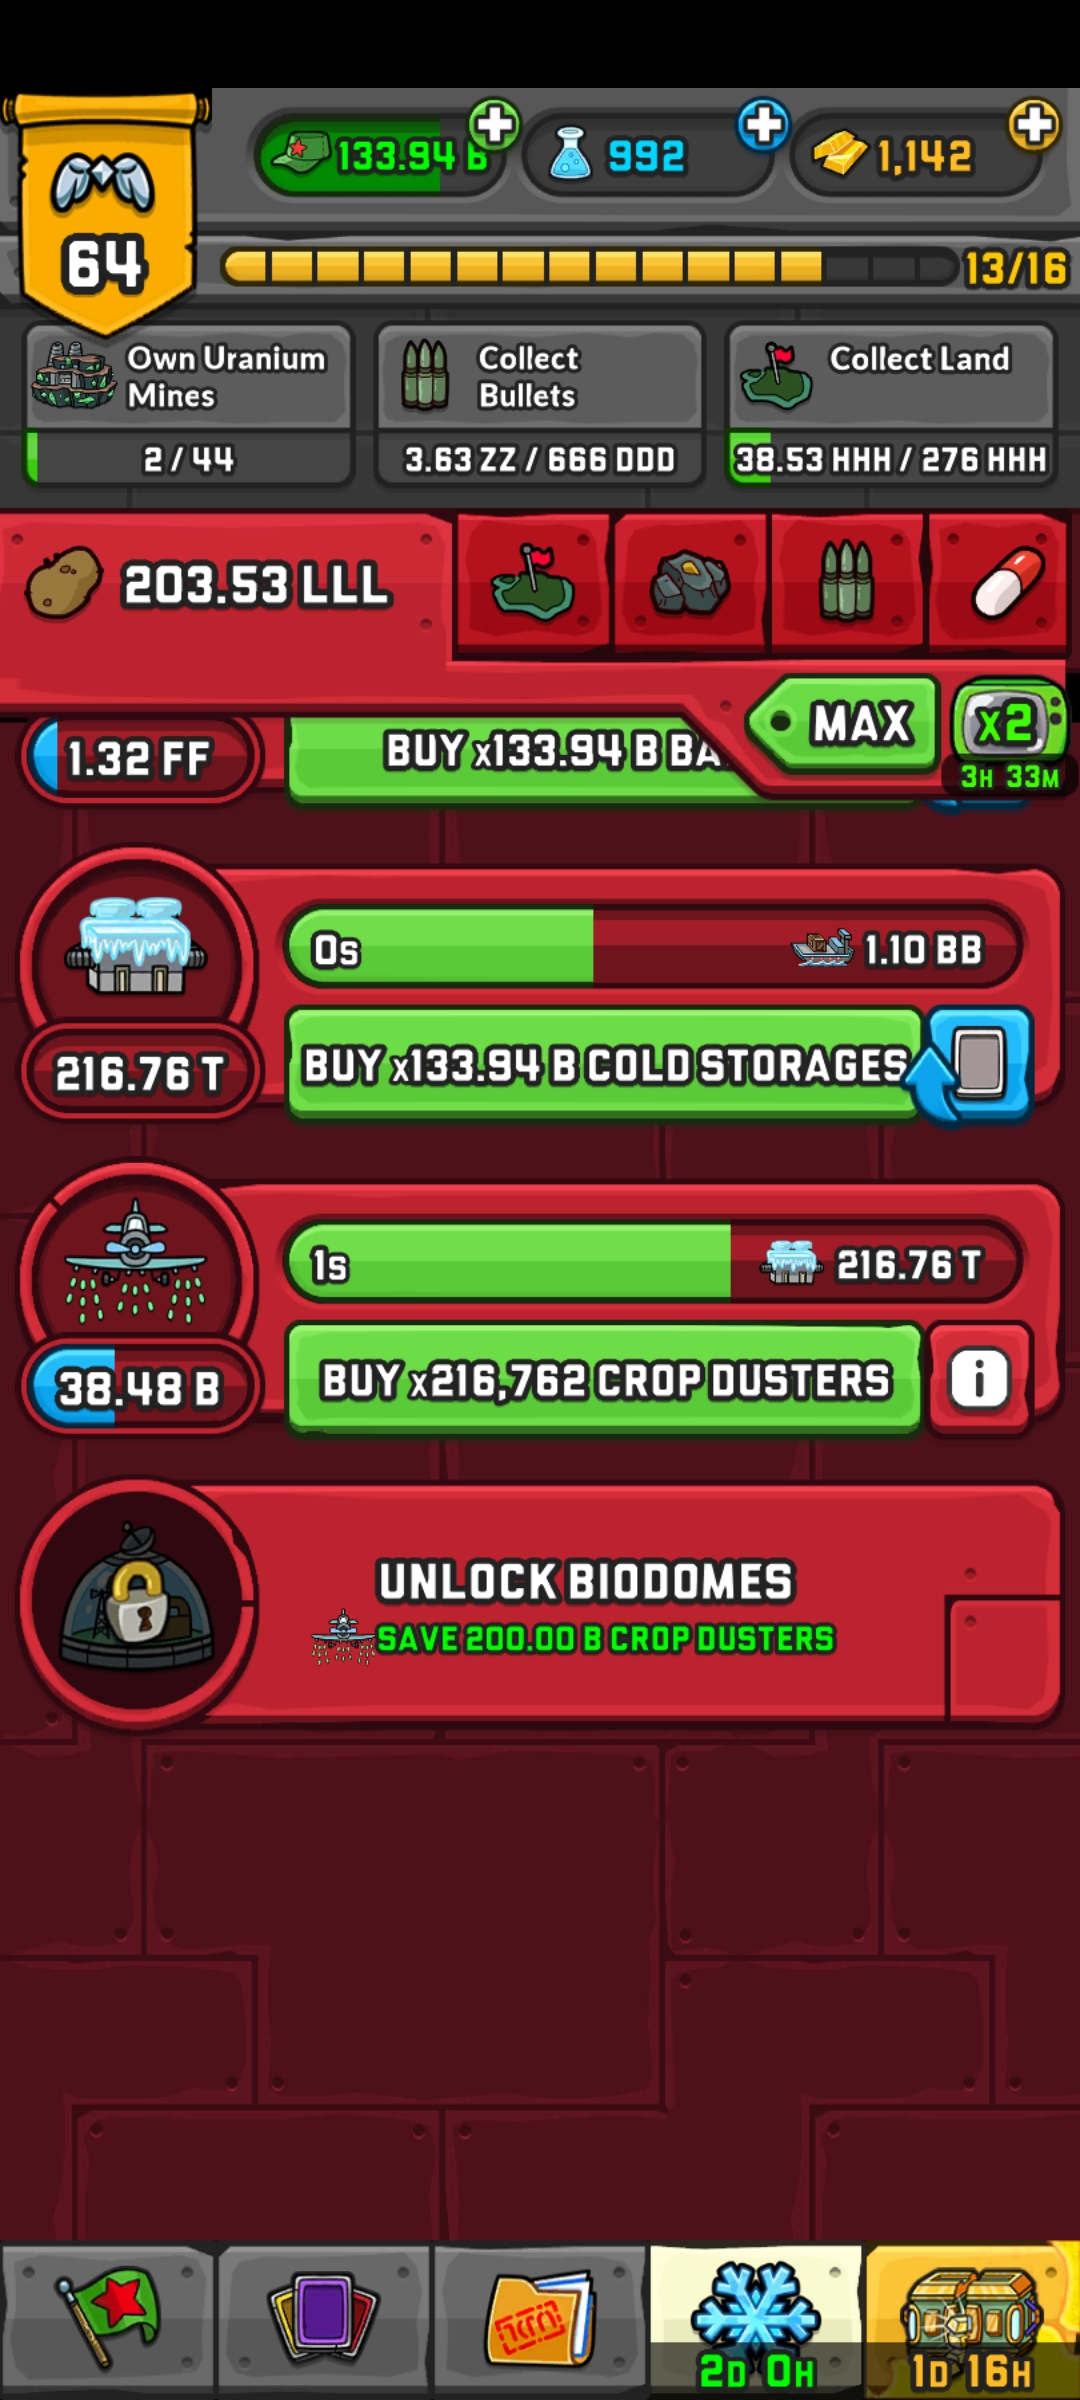 64
133.94 B
992
1,142
13/16
Own Uranium
Mines
2 / 44
Collect
Bullets
3.63 ZZ / 666 DDD
Collect Land
38.53 HHH / 276 HHH
203.53 LLL
MAX
x2
3H 33M
1.32 FF
BUY x133.94 B BA
0s
1.10 BB
216.76 T
BUY x133.94 B COLD STORAGES
1s
216.76 T
38.48 B
BUY x216,762 CROP DUSTERS
i
UNLOCK BIODOMES
SAVE 200.00 B CROP DUSTERS
2D 0H
1D 16H